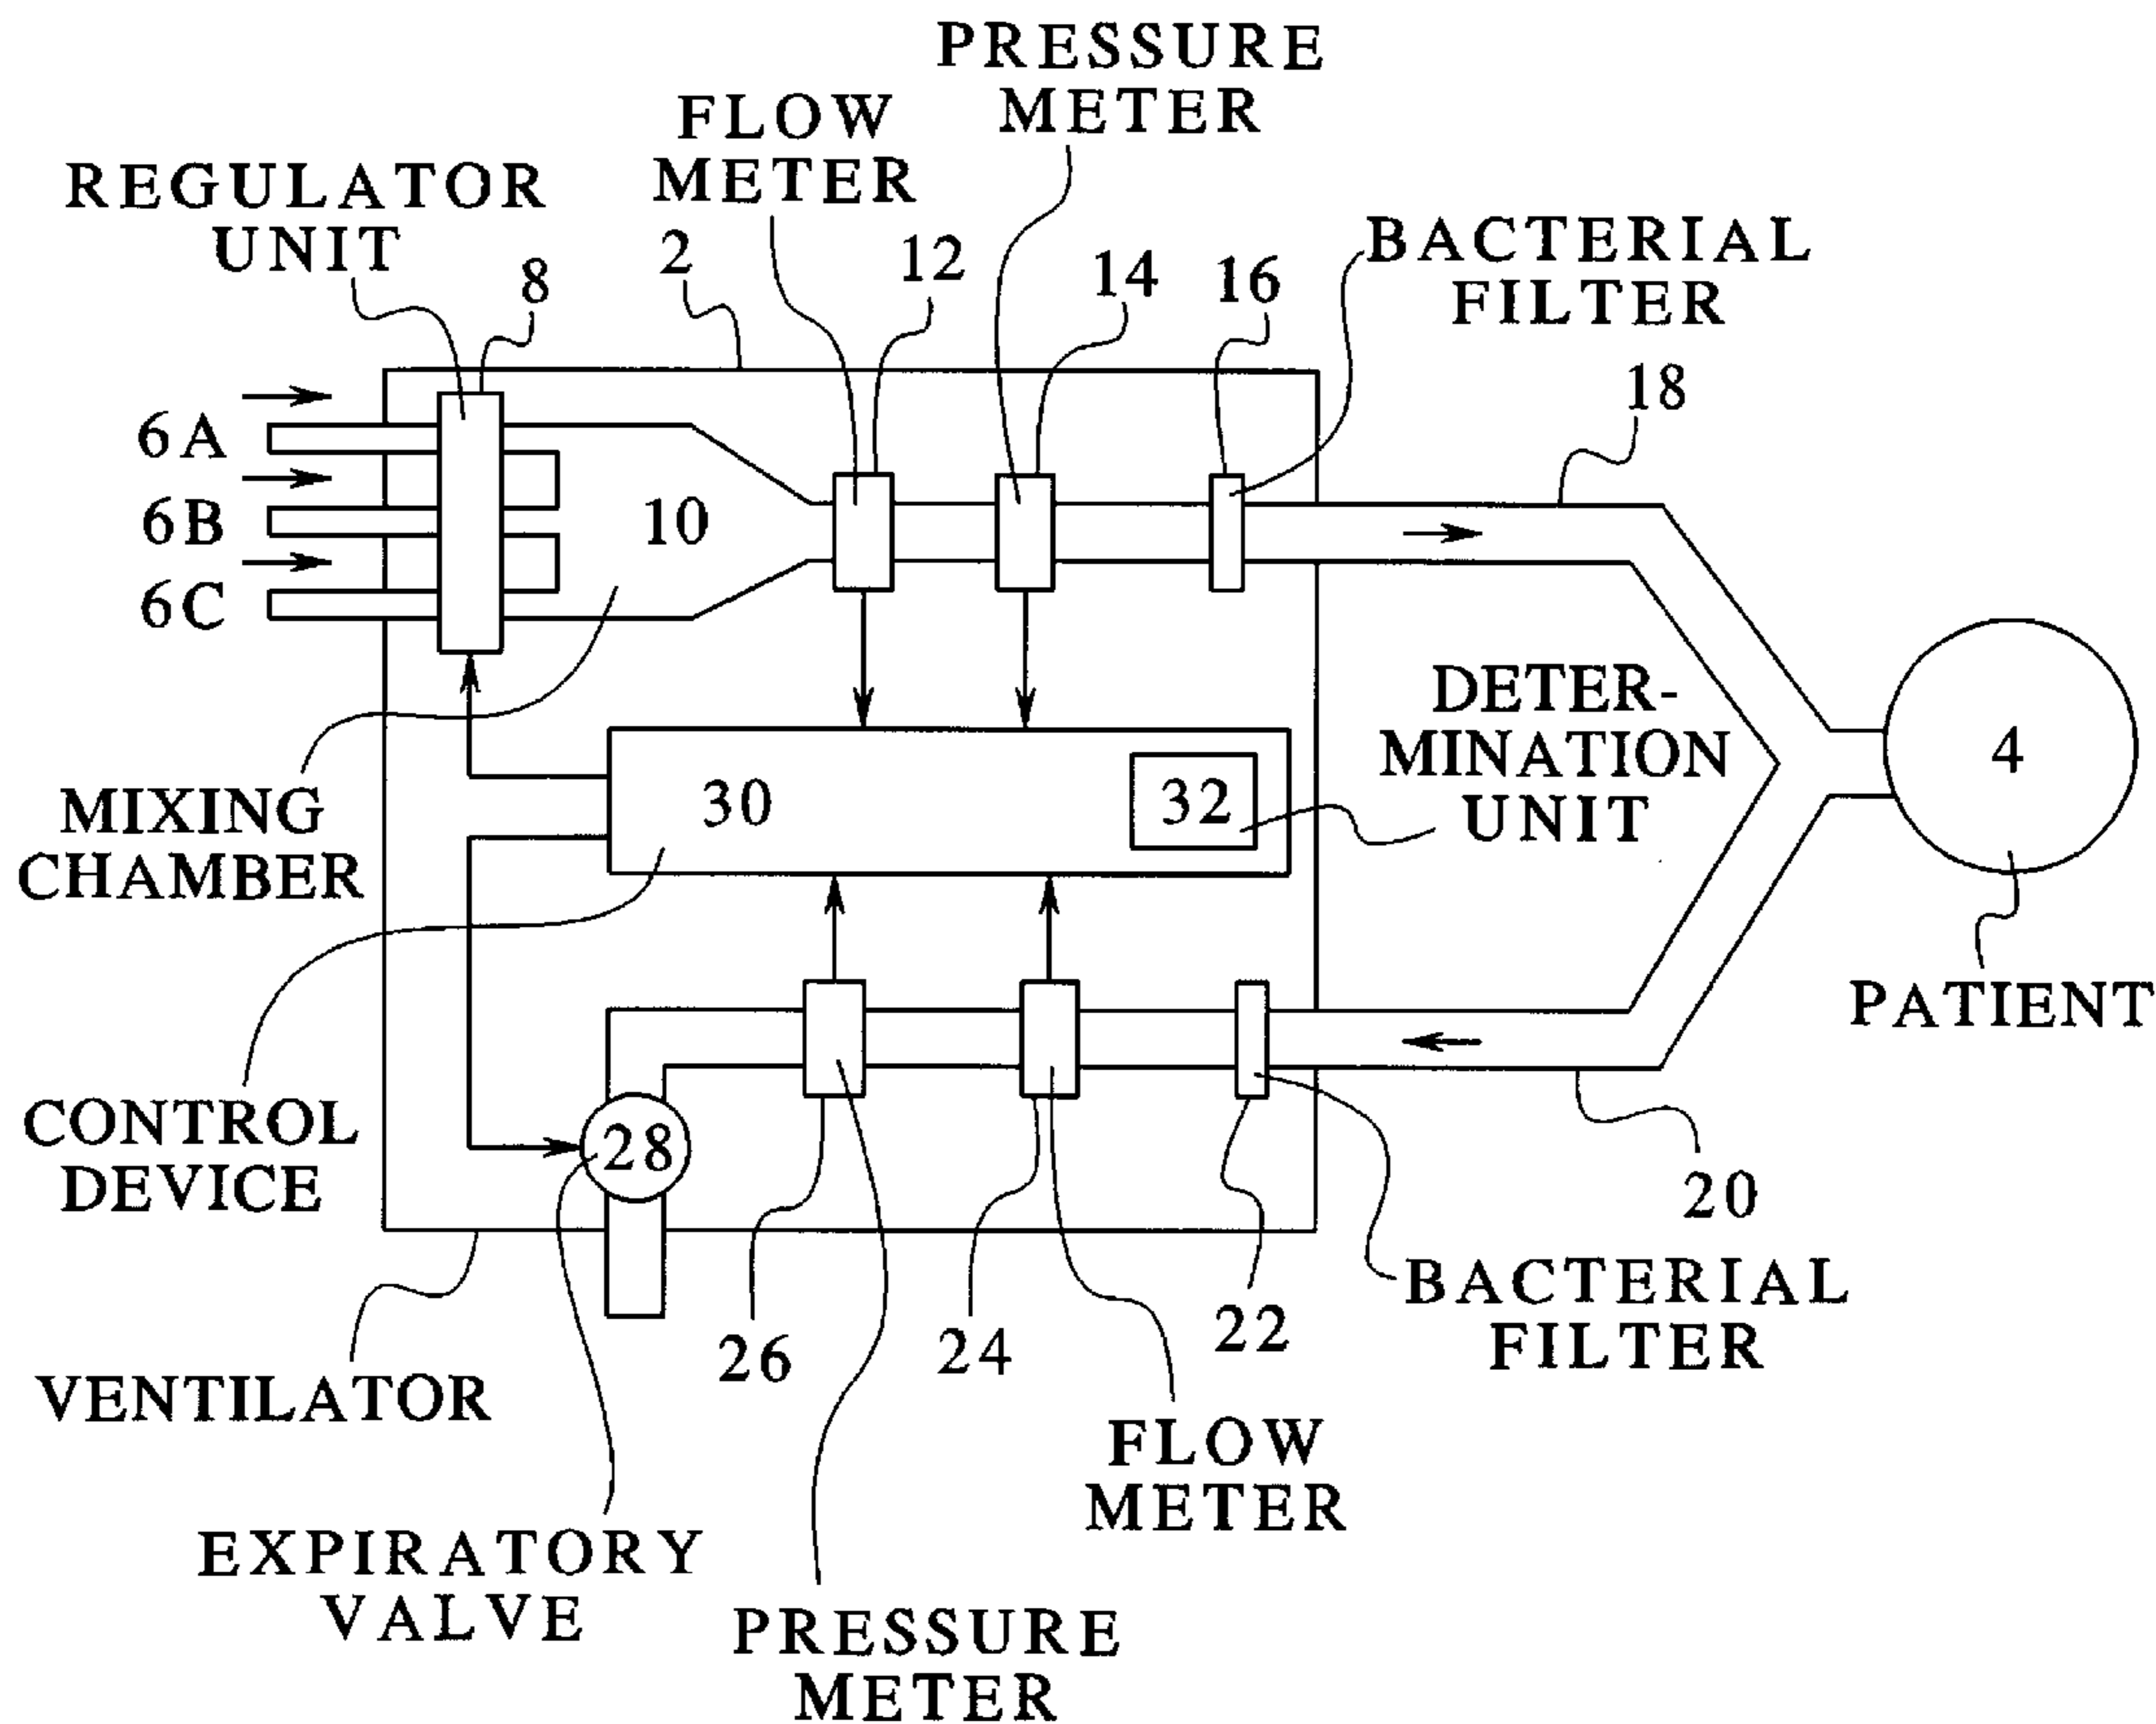 PRESSURE
METER
FLOW
METER
REGULATOR
UNIT
8
2
12
14
16
BACTERIAL
FILTER
18
6A
6B
6C
10
DETER-
MINATION
UNIT
4
30
32
MIXING
CHAMBER
PATIENT
CONTROL
DEVICE
28
20
26
24
22
BACTERIAL
FILTER
VENTILATOR
FLOW
METER
EXPIRATORY
VALVE
PRESSURE
METER